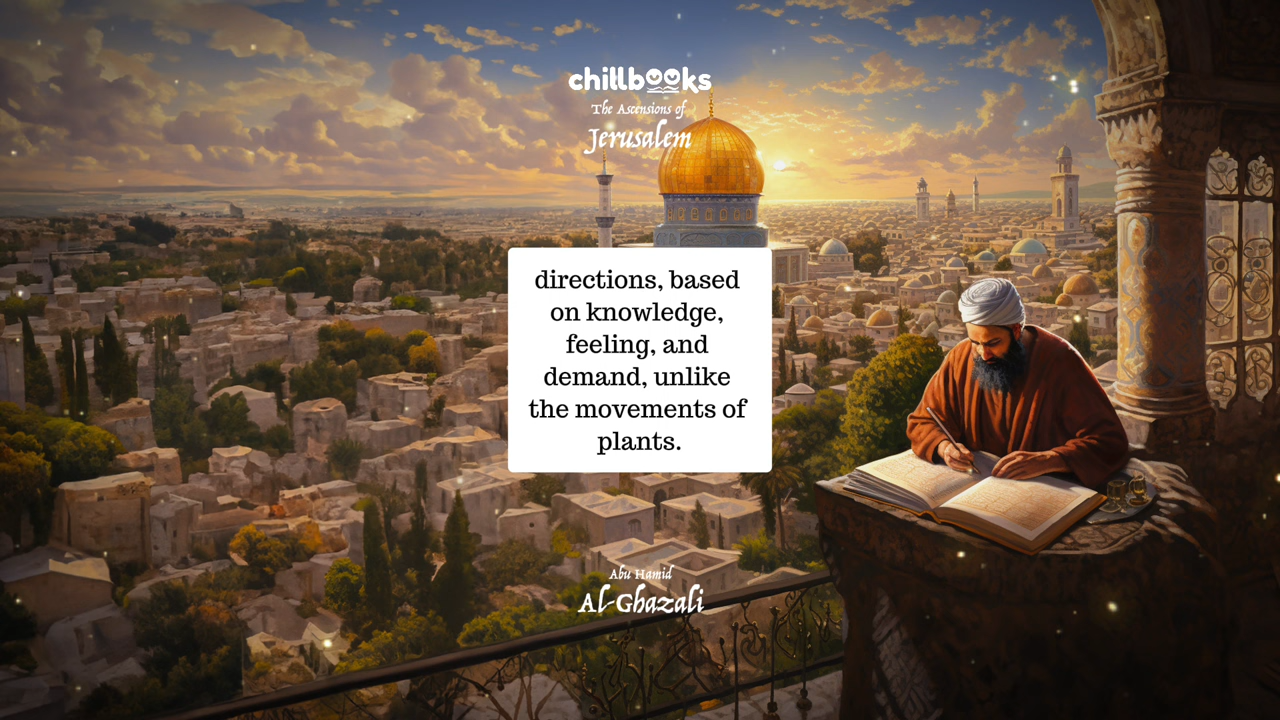 chillbooks
The Ascensions of
Jerusalem
directions, based
on knowledge,
feeling, and
demand, unlike
the movements of
plants.
Abu Hamid
Al-Ghazali